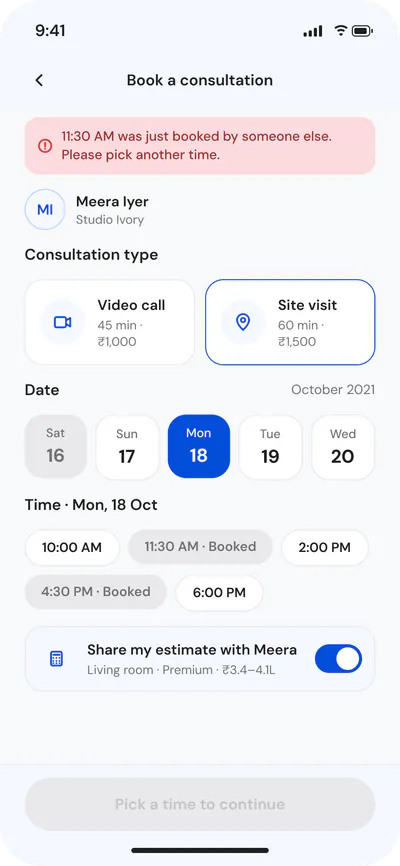 9:41
Book a consultation
11:30 AM was just booked by someone else.
Please pick another time.
MI
Meera Iyer
Studio Ivory
Consultation type
Video call
45 min ·
₹1,000
Site visit
60 min ·
₹1,500
Date
October 2021
Sat
16
Sun
17
Mon
18
Tue
19
Wed
20
Time · Mon, 18 Oct
10:00 AM
11:30 AM · Booked
2:00 PM
4:30 PM · Booked
6:00 PM
Share my estimate with Meera
Living room · Premium · ₹3.4–4.1L
Pick a time to continue